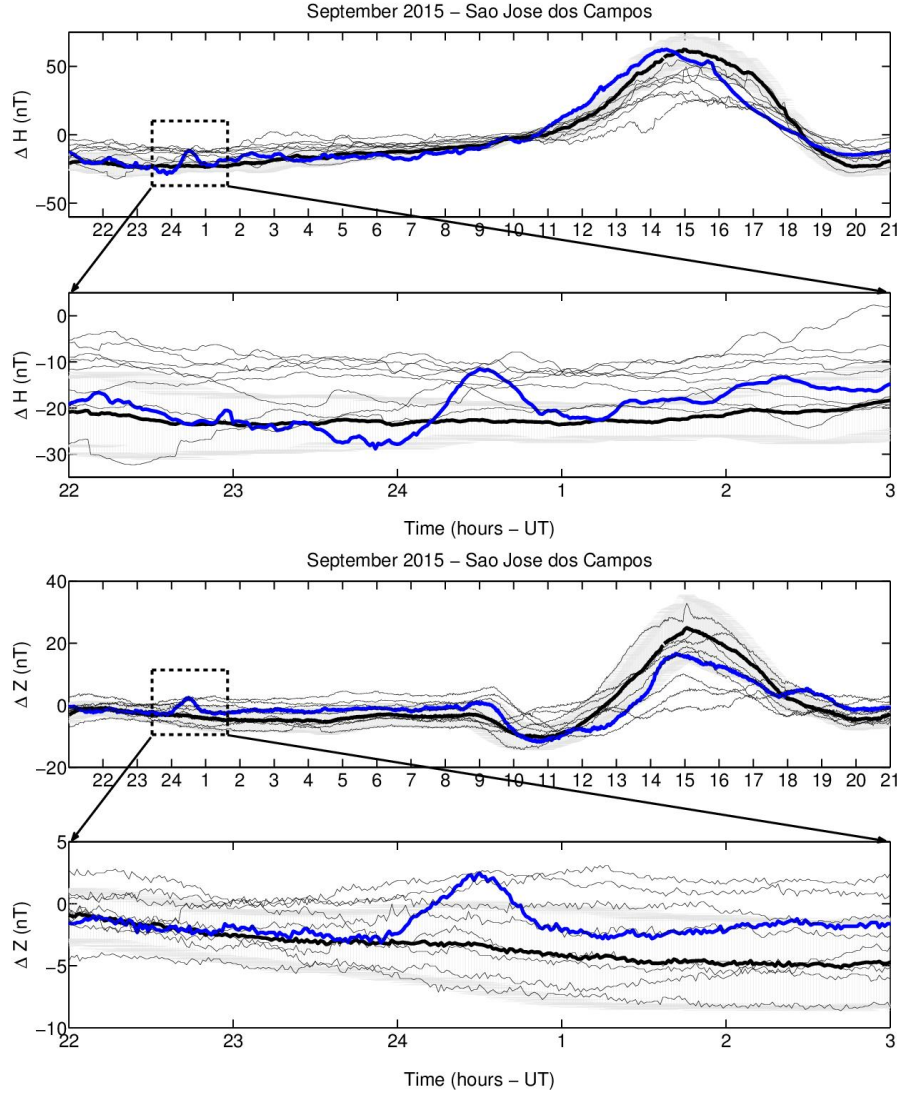 September 2015 − Sao Jose dos Campos
Δ H (nT)
50
0
−50
22 23 24 1 2 3 4 5 6 7 8 9 10 11 12 13 14 15 16 17 18 19 20 21
Δ H (nT)
0
−10
−20
−30
22 23 24 1 2 3
Time (hours − UT)
September 2015 − Sao Jose dos Campos
Δ Z (nT)
40
20
0
−20
22 23 24 1 2 3 4 5 6 7 8 9 10 11 12 13 14 15 16 17 18 19 20 21
Δ Z (nT)
5
0
−5
−10
22 23 24 1 2 3
Time (hours − UT)